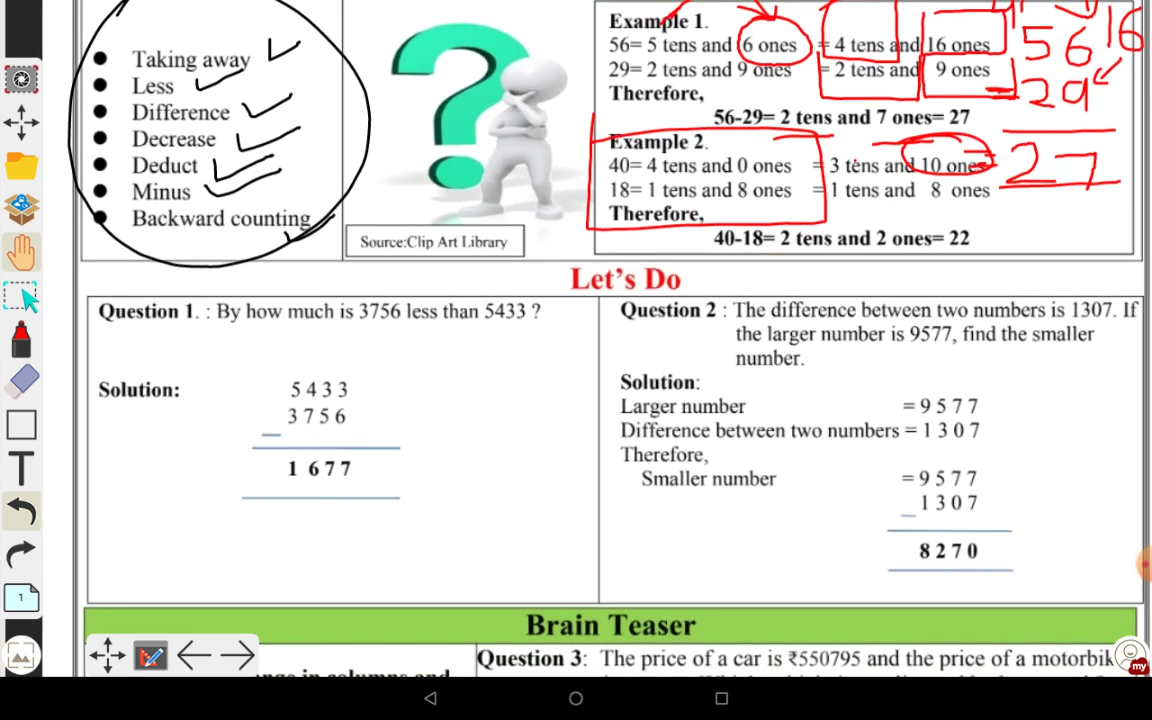 Taking away
Less
Difference
Decrease
Deduct
Minus
Backward counting
Source:Clip Art Library
Example 1.
56= 5 tens and 6 ones = 4 tens and 16 ones
29= 2 tens and 9 ones = 2 tens and 9 ones
Therefore,
56-29= 2 tens and 7 ones= 27
56 16
- 29
27
Example 2.
40= 4 tens and 0 ones = 3 tens and 10 ones
18= 1 tens and 8 ones = 1 tens and 8 ones
Therefore,
40-18= 2 tens and 2 ones= 22
Let's Do
Question 1. : By how much is 3756 less than 5433 ?
Solution:
5 4 3 3
3 7 5 6
_
1 6 7 7
Question 2 : The difference between two numbers is 1307. If
the larger number is 9577, find the smaller
number.
Solution:
Larger number = 9 5 7 7
Difference between two numbers = 1 3 0 7
Therefore,
Smaller number = 9 5 7 7
_ 1 3 0 7
8 2 7 0
Brain Teaser
Question 3: The price of a car is ₹550795 and the price of a motorbik
T
1
my